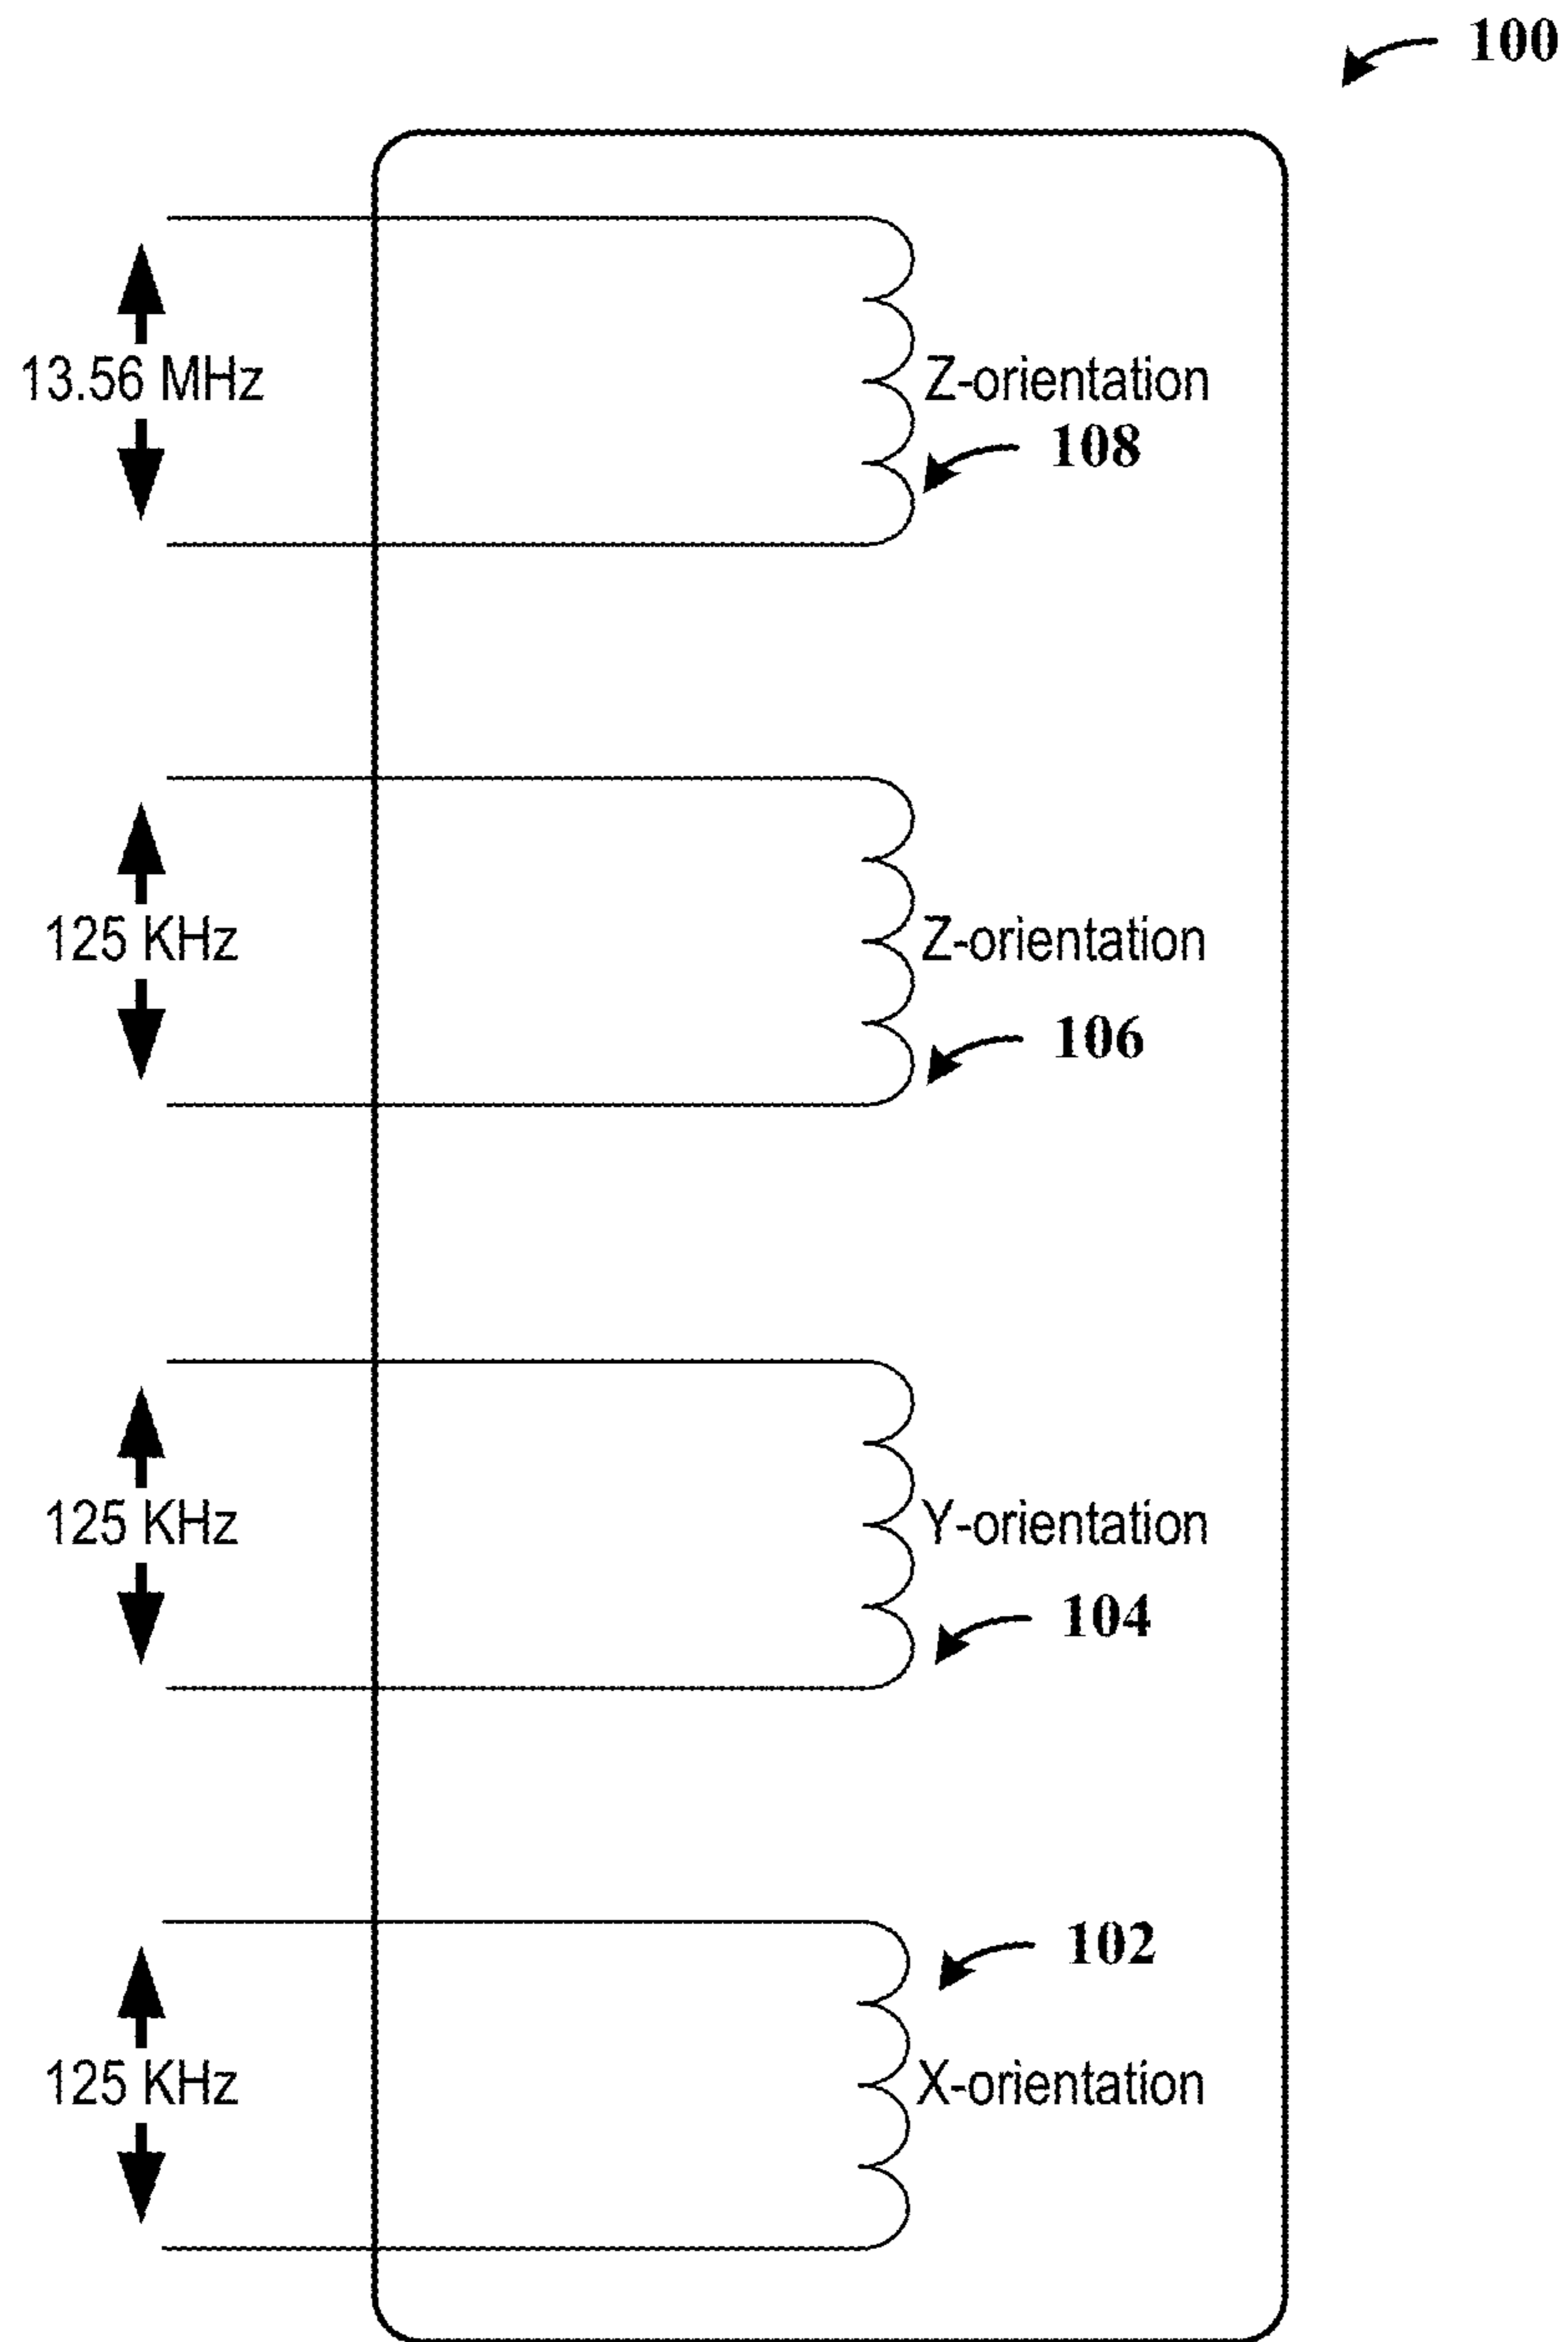 100
13.56 MHz
Z-orientation
108
125 KHz
Z-orientation
106
125 KHz
Y-orientation
104
102
125 KHz
X-orientation